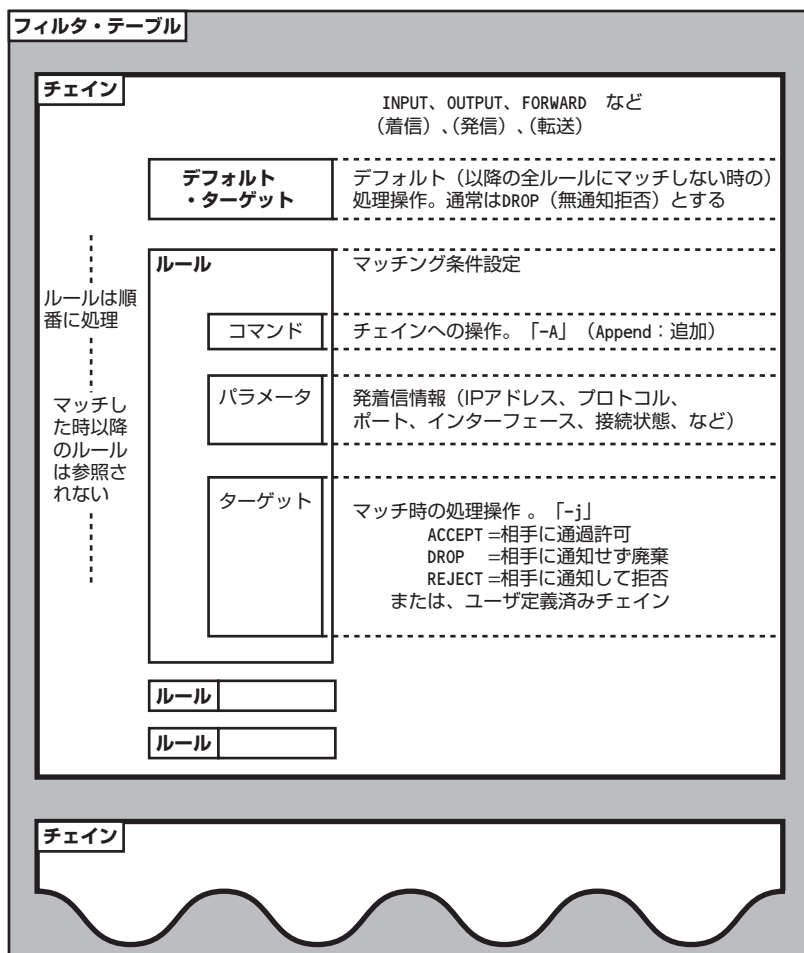 フィルタ・テーブル
チェイン
INPUT、OUTPUT、FORWARD など
（着信）、（発信）、（転送）
デフォルト
・ターゲット
デフォルト（以降の全ルールにマッチしない時の）
処理操作。通常はDROP（無通知拒否）とする
ルールは順
番に処理
マッチし
た時以降
のルール
は参照さ
れない
ルール
マッチング条件設定
コマンド
チェインへの操作。「-A」（Append：追加）
パラメータ
発着信情報（IPアドレス、プロトコル、
ポート、インターフェース、接続状態、など）
ターゲット
マッチ時の処理操作 。「-j」
ACCEPT =相手に通過許可
DROP =相手に通知せず廃棄
REJECT =相手に通知して拒否
または、ユーザ定義済みチェイン
ルール
ルール
チェイン